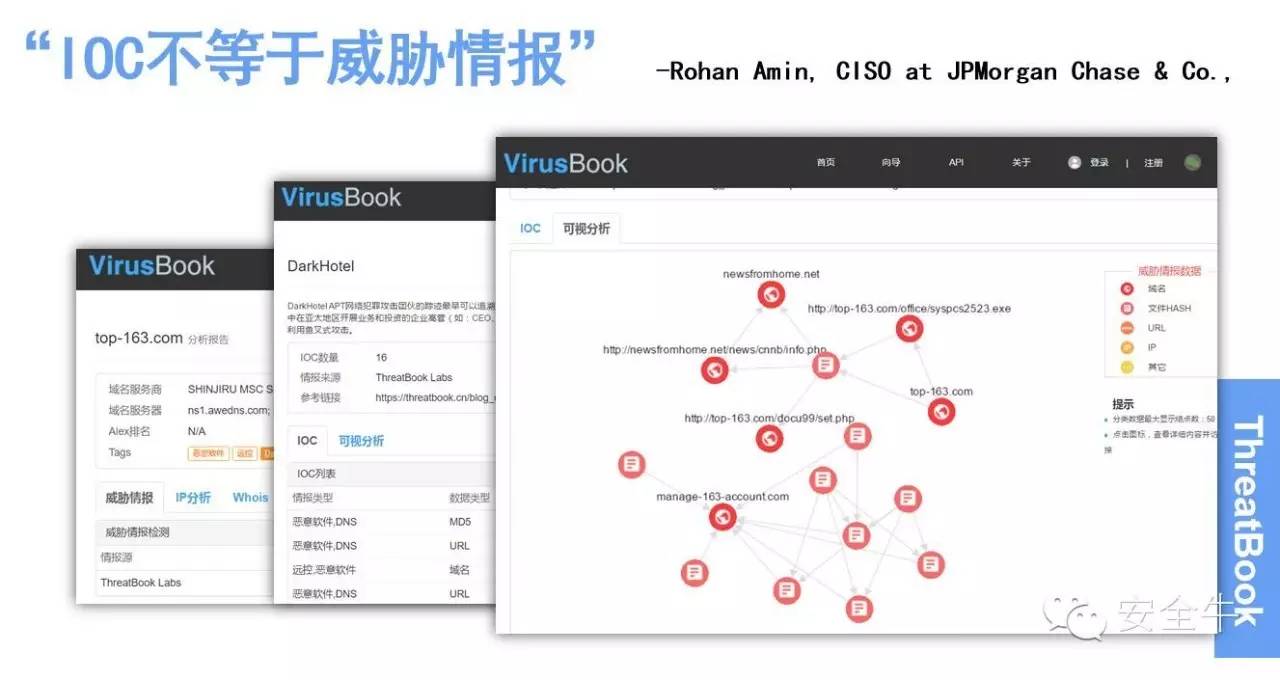 “IOC不等于威胁情报”
-Rohan Amin, CISO at JPMorgan Chase & Co.,
VirusBook
top-163.com 分析报告
域名服务商 SHINJIRU MSC S
域名服务器 ns1.awedns.com;
Alex排名 N/A
Tags 恶意软件 远控
威胁情报 IP分析 Whois
威胁情报检测
情报源
ThreatBook Labs
VirusBook
DarkHotel
DarkHotel APT网络犯罪攻击团伙的踪迹最早可以追溯
中在亚太地区开展业务和投资的企业高管（如：CEO、
利用鱼叉式攻击。
IOC数量 16
情报来源 ThreatBook Labs
参考链接 https://threatbook.cn/blog_
IOC 可视分析
IOC列表
情报类型 数据类型
恶意软件,DNS MD5
恶意软件,DNS URL
远控,恶意软件 域名
恶意软件,DNS URL
VirusBook 首页 向导 API 关于 登录 | 注册
IOC 可视分析
newsfromhome.net
http://top-163.com/office/syspcs2523.exe
http://newsfromhome.net/news/cnnb/info.php
top-163.com
http://top-163.com/docu99/set.php
manage-163-account.com
威胁情报数据
域名
文件HASH
URL
IP
其它
提示
分类数据最大显示结点数：50
点击图标，查看详细内容并访
ThreatBook
安全牛